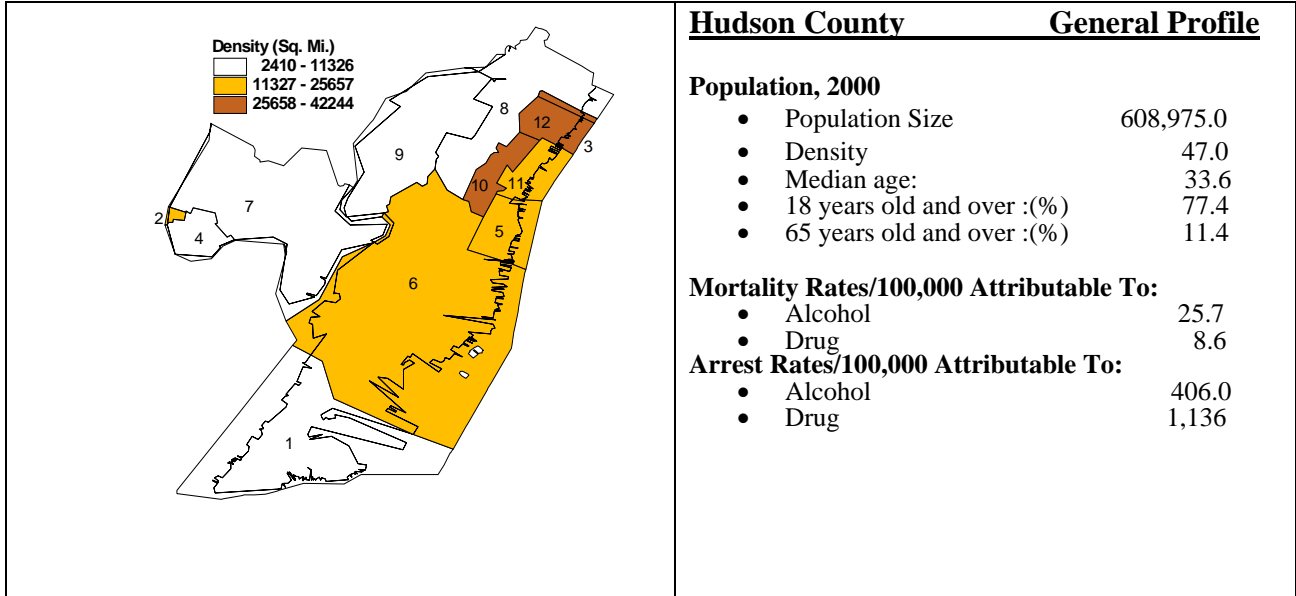 Density (Sq. Mi.)
2410 - 11326
11327 - 25657
25658 - 42244
8
12
3
9
10
11
7
2
4
5
6
1
Hudson County General Profile
Population, 2000
• Population Size 608,975.0
• Density 47.0
• Median age: 33.6
• 18 years old and over :(%) 77.4
• 65 years old and over :(%) 11.4
Mortality Rates/100,000 Attributable To:
• Alcohol 25.7
• Drug 8.6
Arrest Rates/100,000 Attributable To:
• Alcohol 406.0
• Drug 1,136